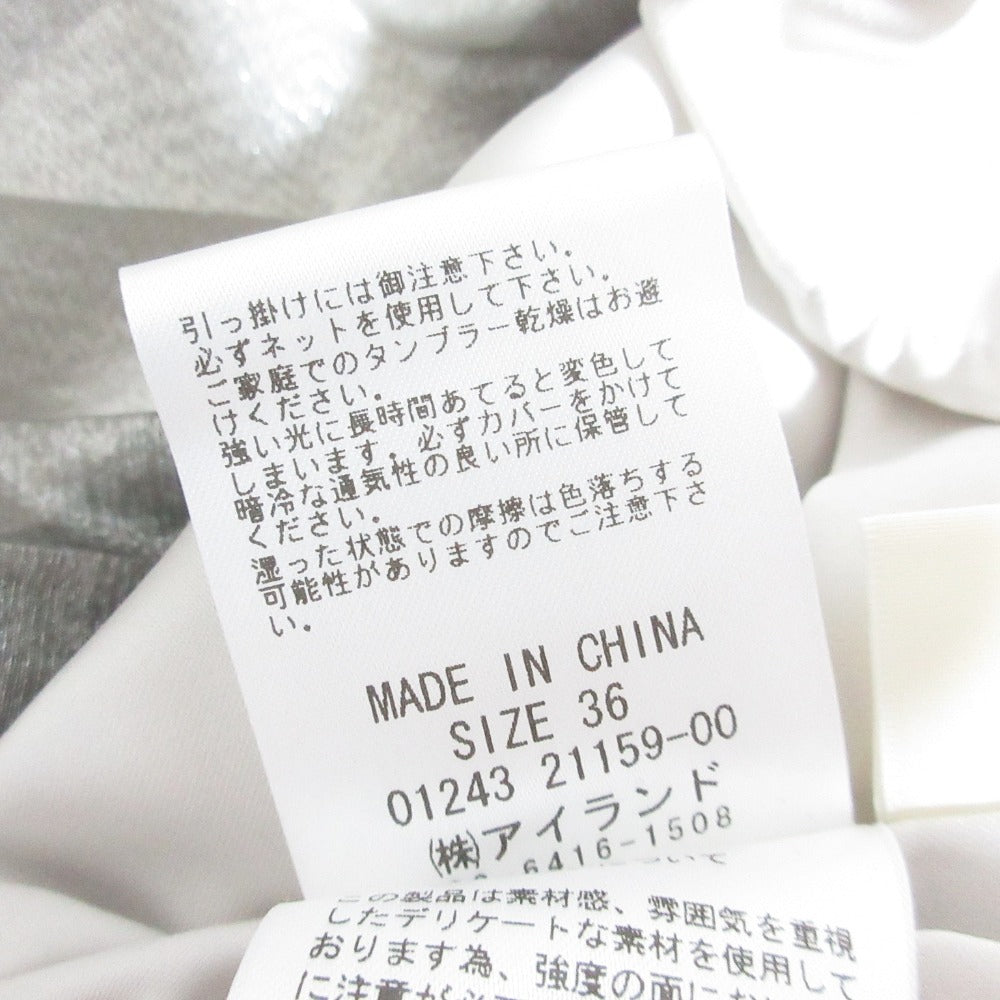 引っ掛けには御注意下さい.
必ずネットを使用して下さい.
ご家庭でのタンブラー乾燥はお避
けください.
強い光に長時間あてると変色して
しまいます.必ずカバーをかけて
暗冷な通気性の良い所に保管して
ください.
湿った状態での摩擦は色落ちする
可能性がありますのでご注意下さ
い.
MADE IN CHINA
SIZE 36
01243 21159-00
(株)アイランド
6416-1508
この製品は素材感、雰囲気を重視
したデリケートな素材を使用して
おります為、強度の面にお
に注意が必